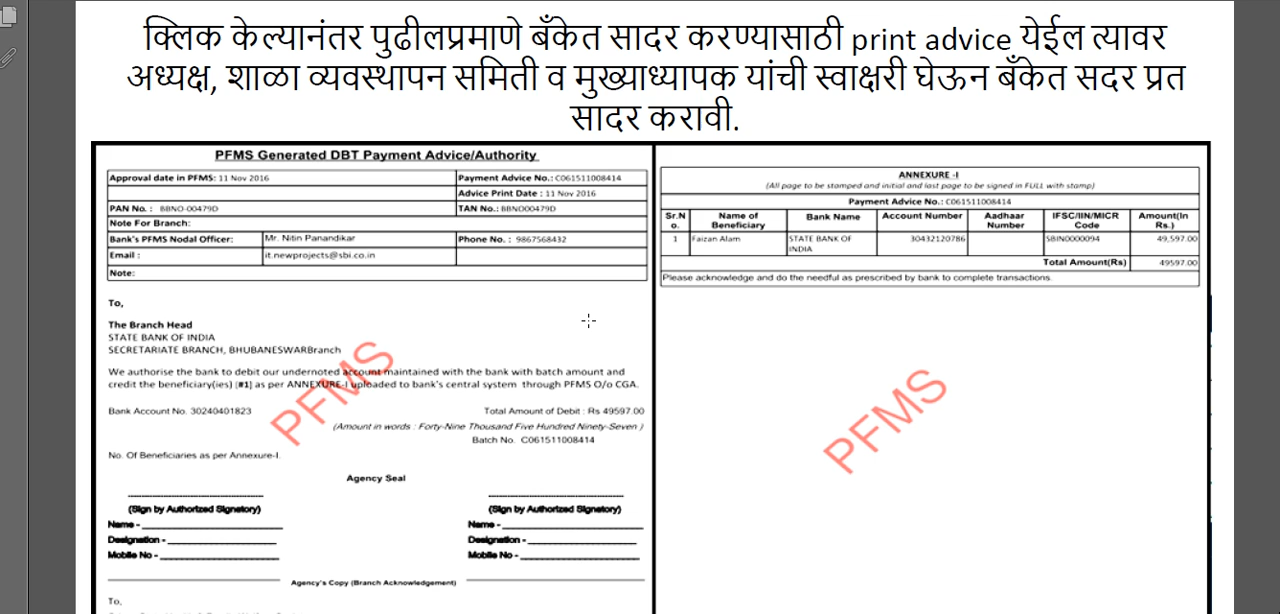 क्लिक केल्यानंतर पुढीलप्रमाणे बँकेत सादर करण्यासाठी print advice येईल त्यावर
अध्यक्ष, शाळा व्यवस्थापन समिती व मुख्याध्यापक यांची स्वाक्षरी घेऊन बँकेत सदर प्रत
सादर करावी.
PFMS Generated DBT Payment Advice/Authority
Approval date in PFMS: 11 Nov 2016 Payment Advice No.: C061511008414
Advice Print Date : 11 Nov 2016
PAN No. : BBNO-00479D TAN No.: BBNO00479D
Note For Branch:
Bank's PFMS Nodal Officer: Mr. Nitin Panandikar Phone No. : 9867568432
Email : it.newprojects@sbi.co.in
Note:
To,
The Branch Head
STATE BANK OF INDIA
SECRETARIATE BRANCH, BHUBANESWARBranch
We authorise the bank to debit our undernoted account maintained with the bank with batch amount and
credit the beneficiary(ies) (#1) as per ANNEXURE-I uploaded to bank's central system through PFMS O/o CGA.
Bank Account No. 30240401823 Total Amount of Debit : Rs 49597.00
(Amount in words : Forty-Nine Thousand Five Hundred Ninety-Seven )
Batch No. C061511008414
No. Of Beneficiaries as per Annexure-I.
Agency Seal
(Sign by Authorized Signatory) (Sign by Authorized Signatory)
Name - Name -
Designation - Designation -
Mobile No - Mobile No -
Agency's Copy (Branch Acknowledgement)
To,
PFMS
ANNEXURE -I
(All page to be stamped and initial and last page to be signed in FULL with stamp)
Payment Advice No.: C061511008414
Sr.N Name of Bank Name Account Number Aadhaar IFSC/IIN/MICR Amount(In
o. Beneficiary Number Code Rs.)
1 Faizan Alam STATE BANK OF 30432120786 SBIN0000094 49,597.00
INDIA
Total Amount(Rs) 49597.00
Please acknowledge and do the needful as prescribed by bank to complete transactions.
PFMS